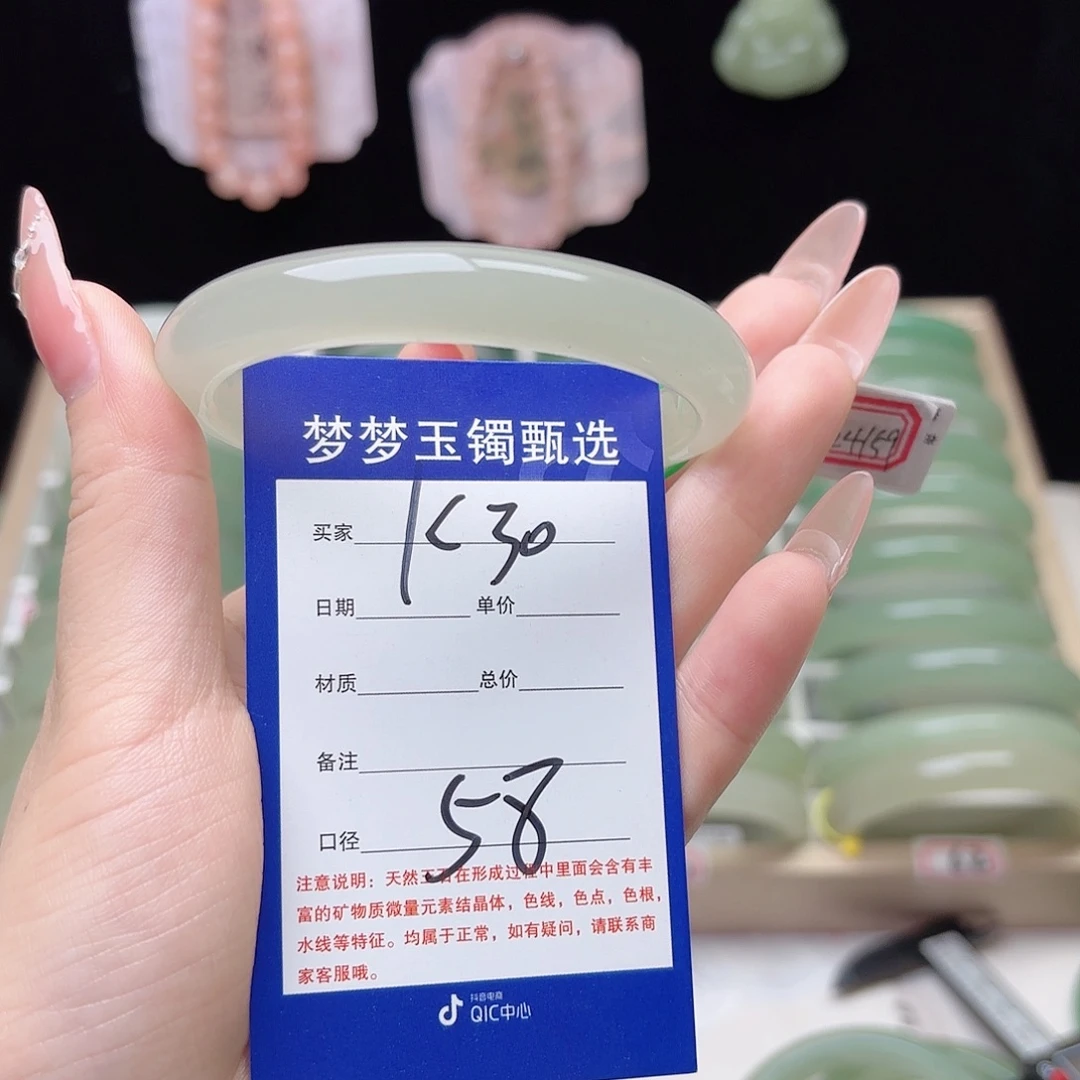 梦梦玉镯甄选
买家 K30
日期 单价
材质 总价
备注
口径 58
注意说明：天然玉石在形成过程中里面会含有丰
富的矿物质微量元素结晶体，色线，色点，色根，
水线等特征。均属于正常，如有疑问，请联系商
家客服哦。
抖音电商
QIC中心